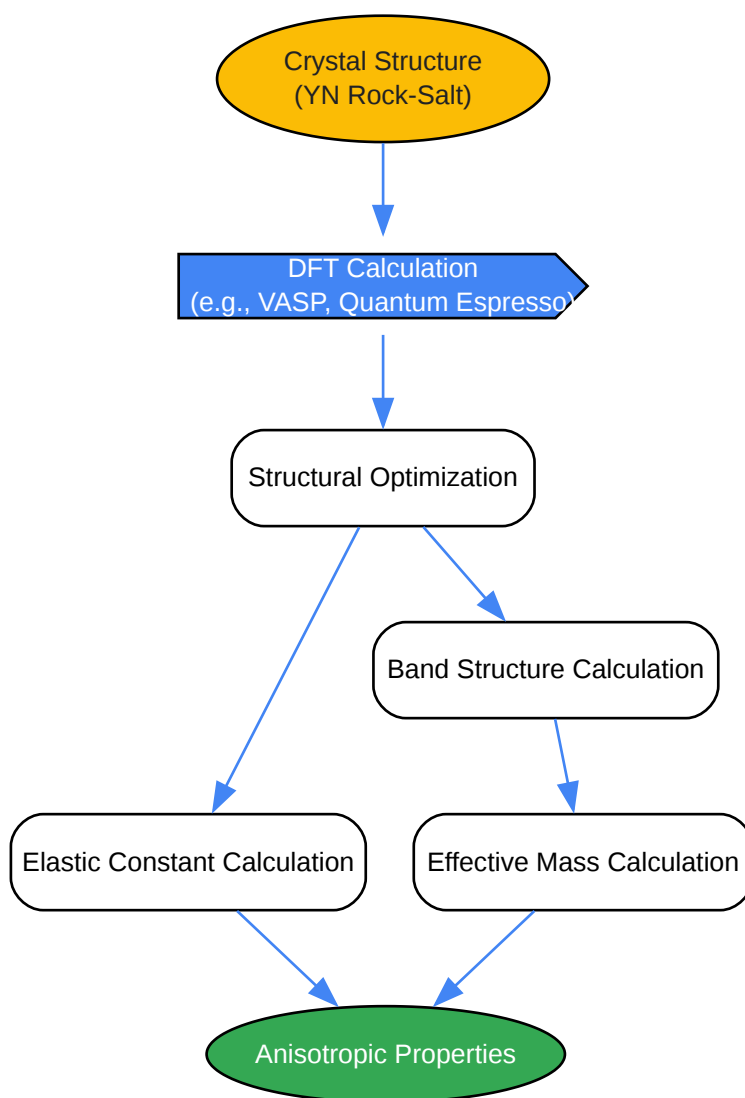 Crystal Structure
(YN Rock-Salt)
DFT Calculation
(e.g., VASP, Quantum Espresso)
Structural Optimization
Band Structure Calculation
Elastic Constant Calculation
Effective Mass Calculation
Anisotropic Properties